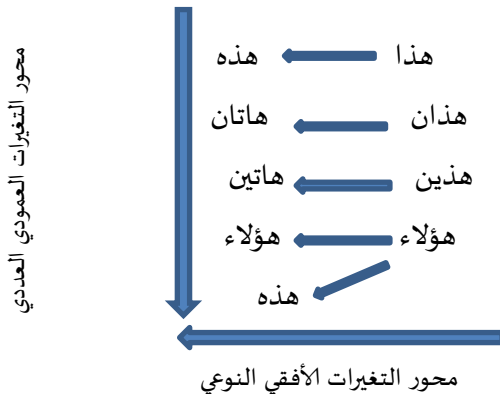 محور التغيرات العمودي العددي
هذا هذه
هذان هاتان
هذين هاتين
هؤلاء هؤلاء
هذه
محور التغيرات الأفقي النوعي